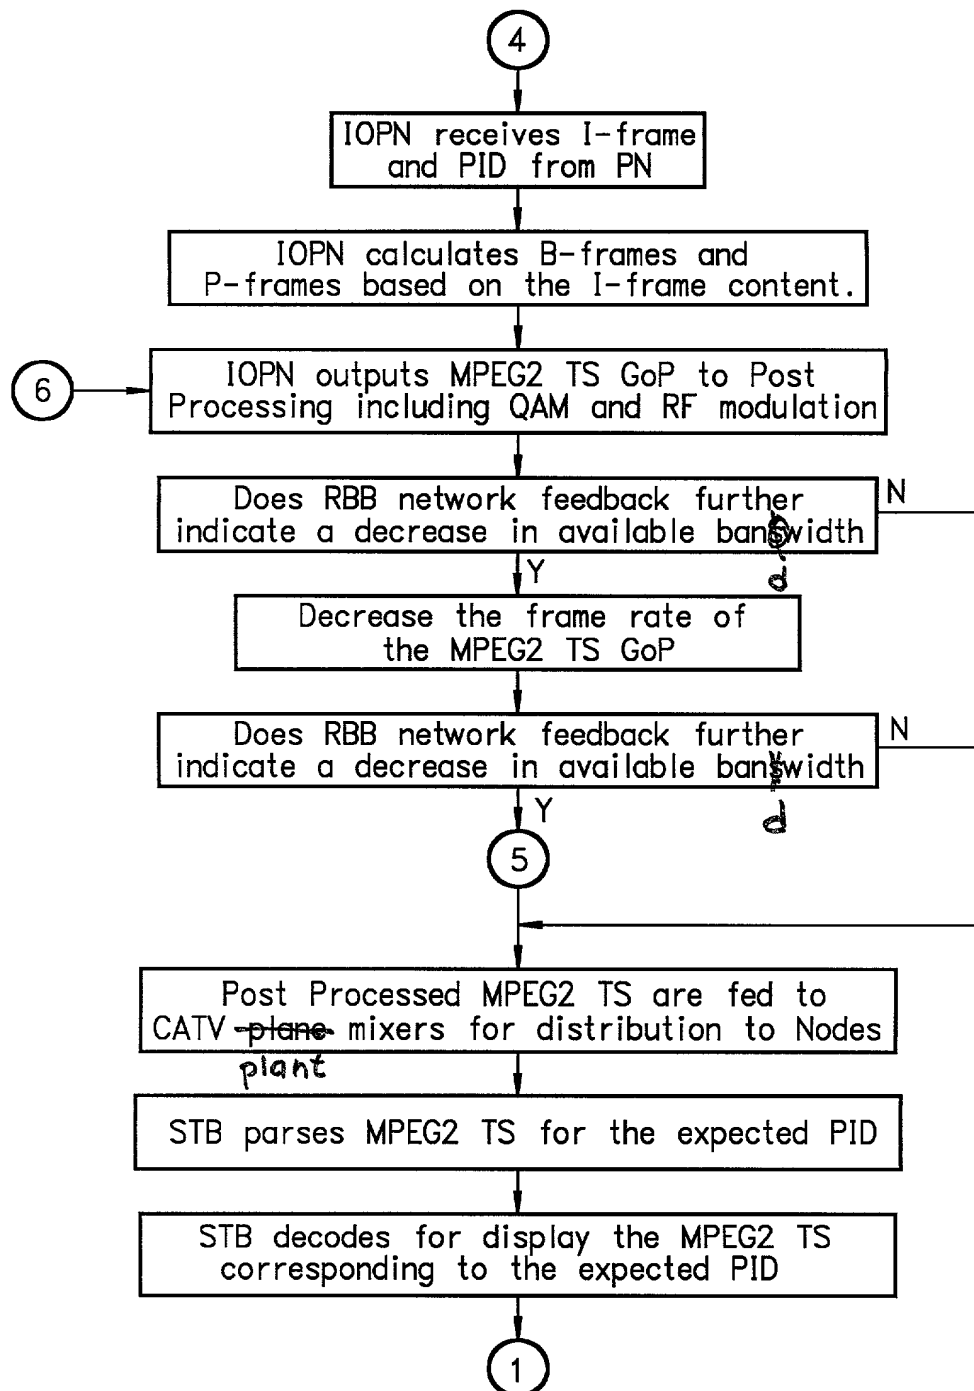 4
IOPN receives I-frame
and PID from PN
IOPN calculates B-frames and
P-frames based on the I-frame content.
6
IOPN outputs MPEG2 TS GoP to Post
Processing including QAM and RF modulation
Does RBB network feedback further
N
indicate a decrease in available banswidth
Y
Decrease the frame rate of
the MPEG2 TS GoP
Does RBB network feedback further
N
indicate a decrease in available banswidth
d
Y
5
Post Processed MPEG2 TS are fed to
CATV plane mixers for distribution to Nodes
plant
STB parses MPEG2 TS for the expected PID
STB decodes for display the MPEG2 TS
corresponding to the expected PID
1